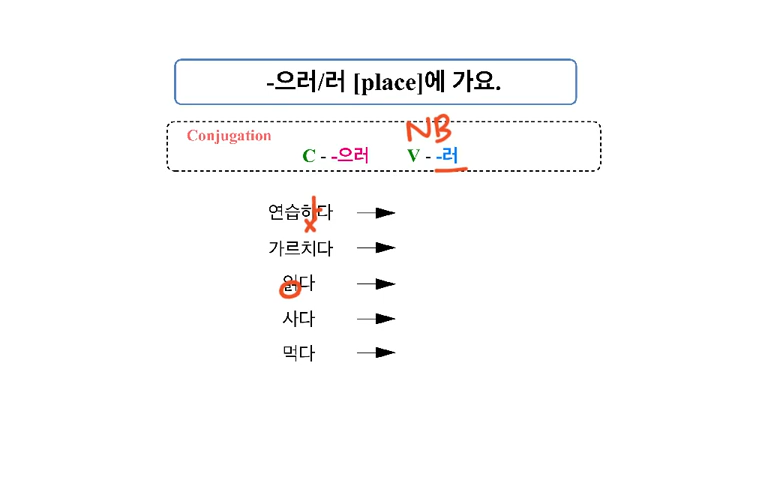 -으러/러 [place]에 가요.
NB
Conjugation
C - -으러 V - -러
연습하다
x
가르치다
읽다
사다
먹다